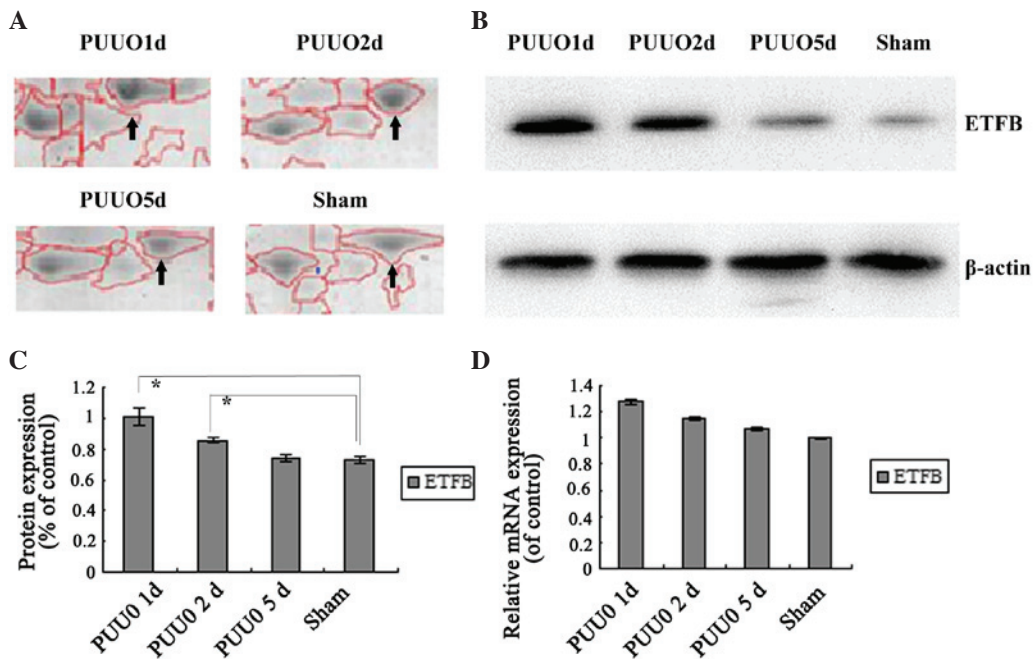 A
PUUO1d
PUUO2d
PUUO5d
Sham
B
PUUO1d PUUO2d PUUO5d Sham
ETFB
β-actin
C
Protein expression
(% of control)
1.2
1
0.8
0.6
0.4
0.2
0
*
*
ETFB
PUU0 1d
PUU0 2 d
PUU0 5 d
Sham
D
Relative mRNA expression
(of control)
1.4
1.2
1
0.8
0.6
0.4
0.2
0
ETFB
PUU0 1d
PUU0 2 d
PUU0 5 d
Sham